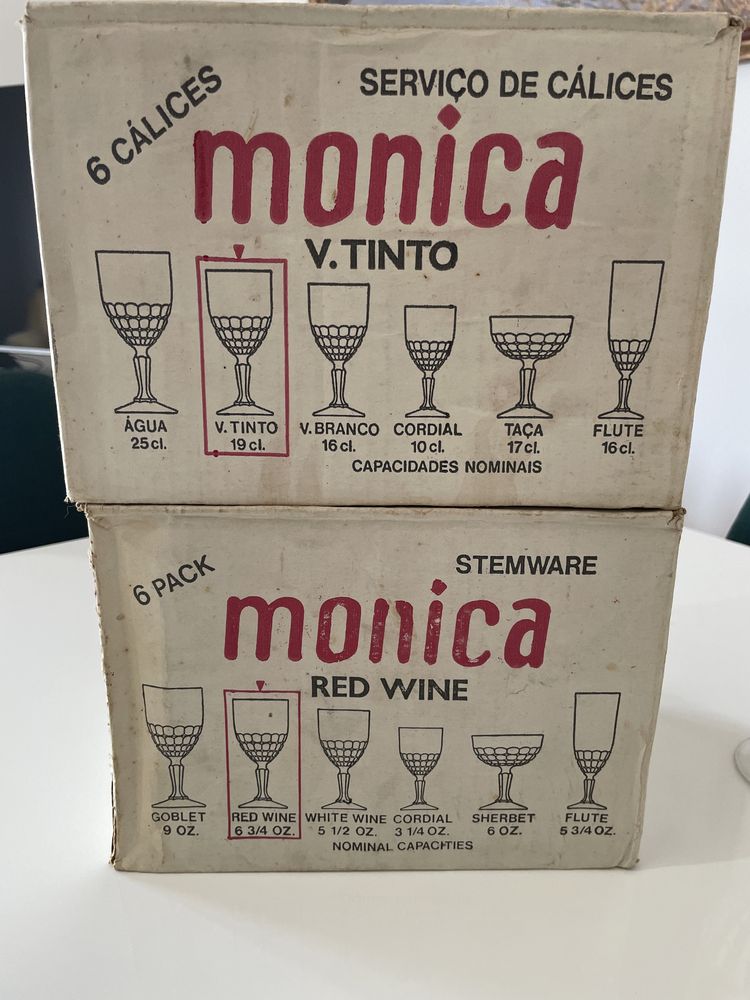 6 CÁLICES
SERVIÇO DE CÁLICES
monica
V.TINTO
ÁGUA V.TINTO V.BRANCO CORDIAL TAÇA FLUTE
25 cl. 19 cl. 16 cl. 10 cl. 17 cl. 16 cl.
CAPACIDADES NOMINAIS
6 PACK
STEMWARE
monica
RED WINE
GOBLET RED WINE WHITE WINE CORDIAL SHERBET FLUTE
9 OZ. 6 3/4 OZ. 5 1/2 OZ. 3 1/4 OZ. 6 OZ. 5 3/4 OZ.
NOMINAL CAPACITIES